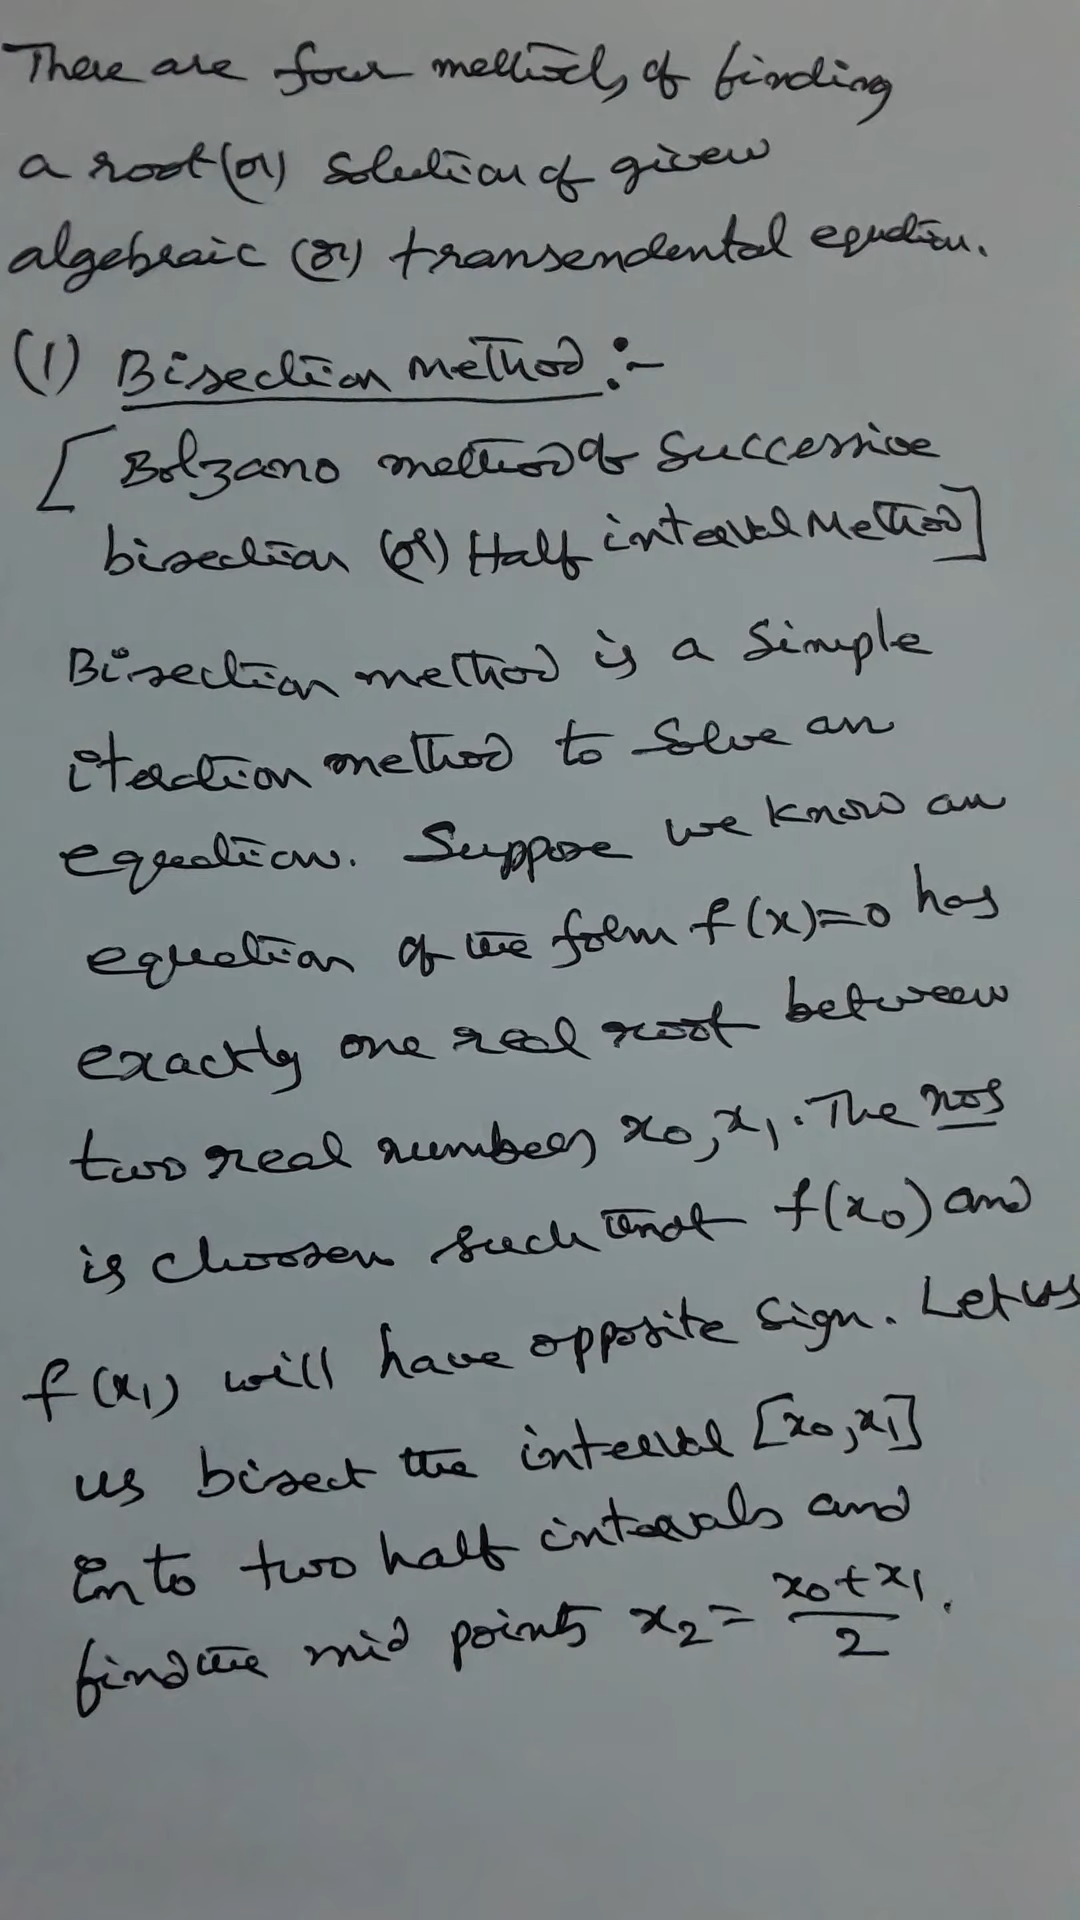 There are four methods of finding
a root (or) solution of given
algebraic (or) transendental equation.
(1) Bisection Method :-
[Bolzano method of Successive
bisection (or) Half interval Method]
Bisection method is a Simple
iteration method to Solve an
equation. Suppose we know an
equation of the form f(x)=0 has
exactly one real root between
two real numbers x₀, x₁. The nos
is choosen such that f(x₀) and
f(x₁) will have opposite Sign. Let us
us bisect the interval [x₀, x₁]
in to two half intervals and
find the mid points x₂ = (x₀+x₁)/2.